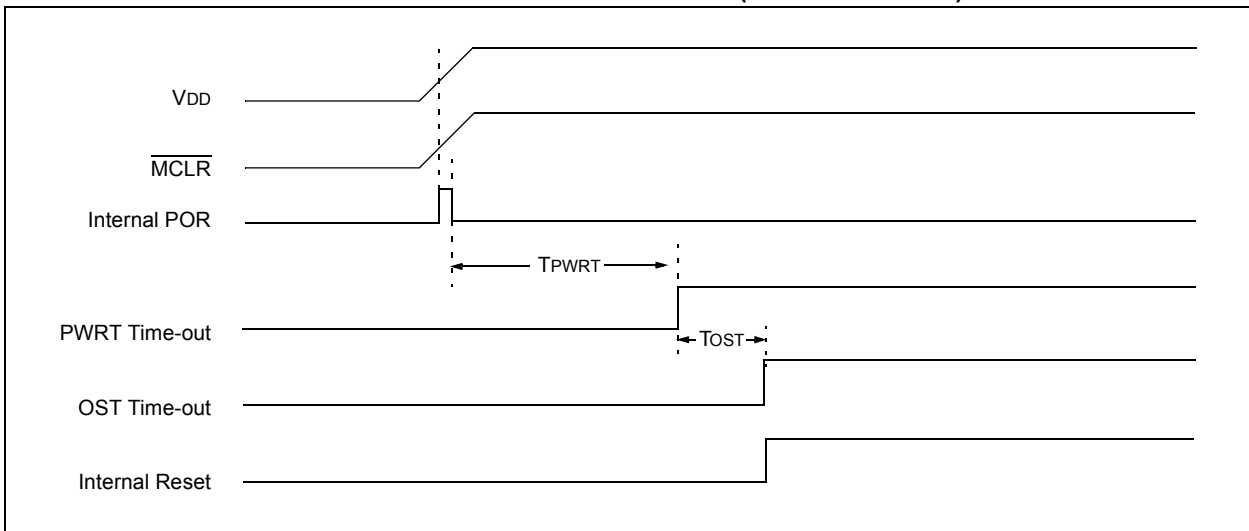 VDD
MCLR
Internal POR
TPWRT
PWRT Time-out
TOST
OST Time-out
Internal Reset